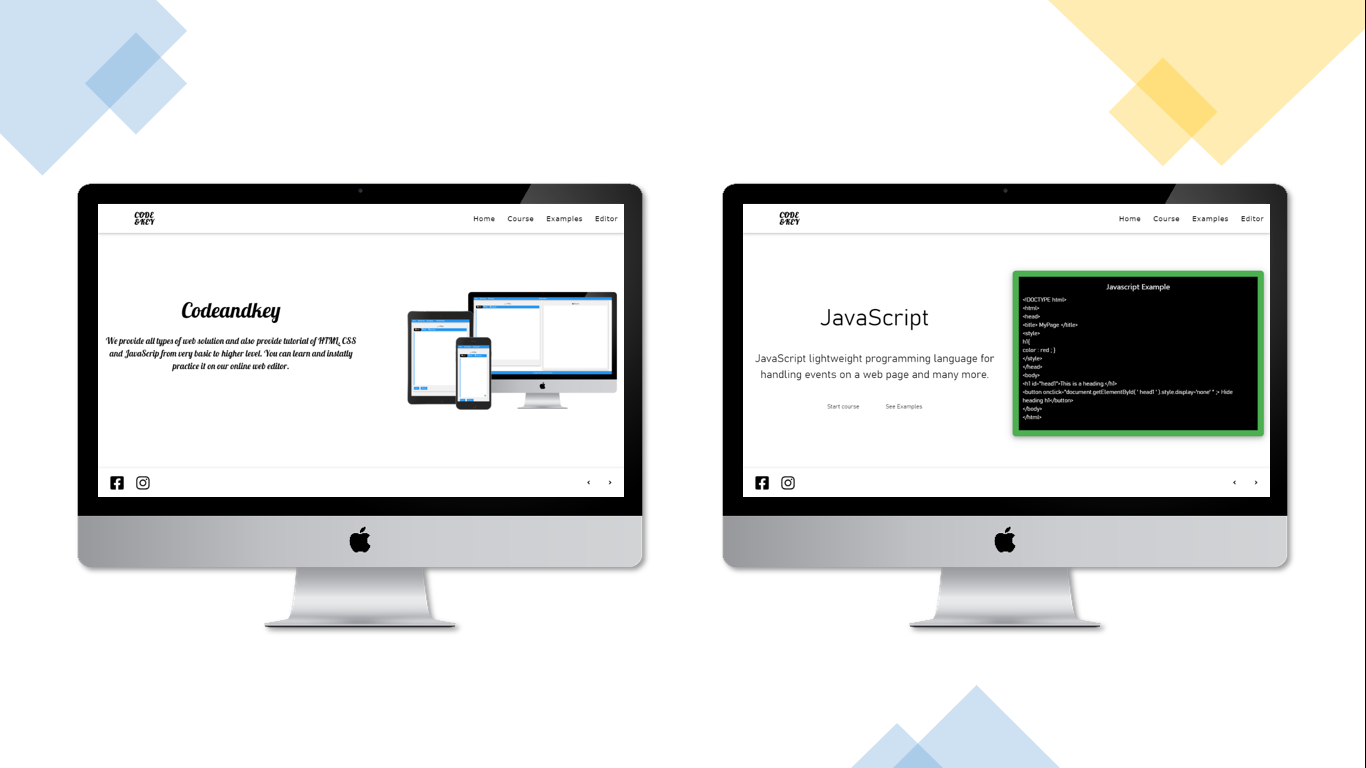 CODE
&KEY
Home Course Examples Editor
Codeandkey
We provide all types of web solution and also provide tutorial of HTML, CSS
and JavaScrip from very basic to higher level. You can learn and instatly
practice it on our online web editor.
‹ ›
CODE
&KEY
Home Course Examples Editor
JavaScript
JavaScript lightweight programming language for
handling events on a web page and many more.
Start course See Examples
Javascript Example
<!DOCTYPE html>
<html>
<head>
<title> MyPage </title>
<style>
h1{
color : red ; }
</style>
</head>
<body>
<h1 id="head1">This is a heading </h1>
<button onclick="document.getElementById( ' head1 ' ).style.display='none' " ;> Hide
heading h1</button>
</body>
</html>
‹ ›